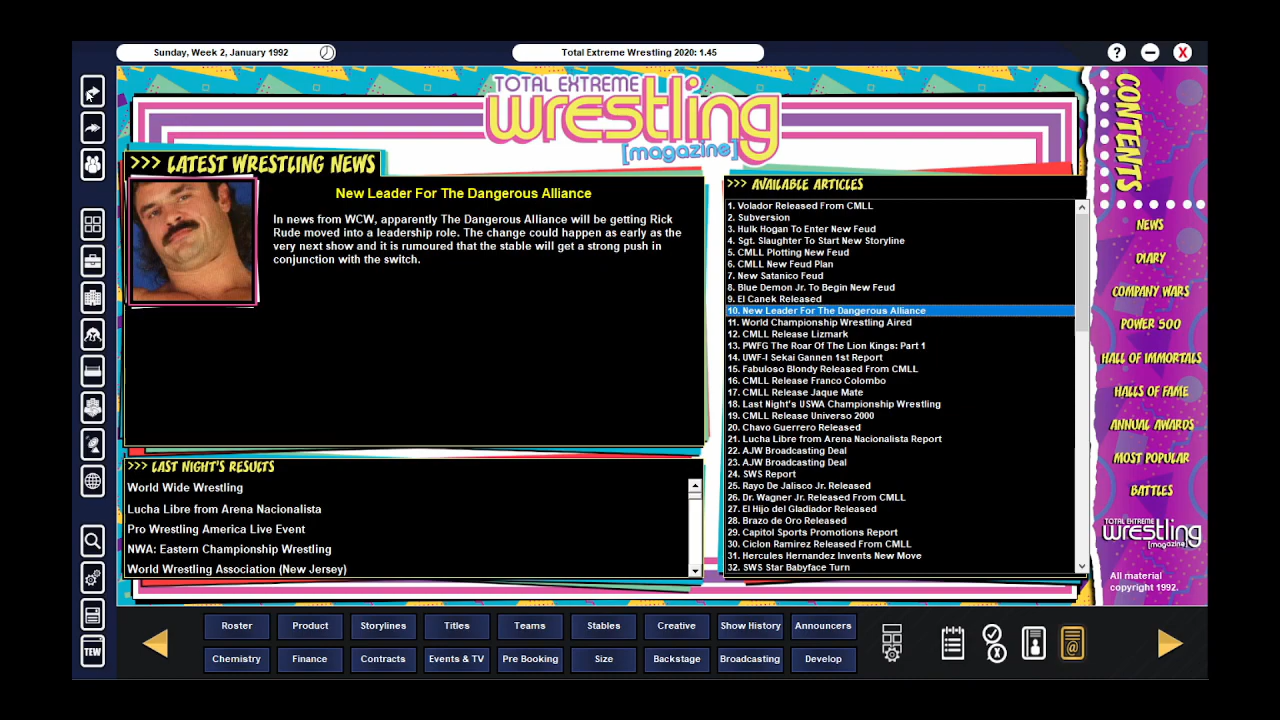 Sunday, Week 2, January 1992
Total Extreme Wrestling 2020: 1.45
?
X
TOTAL EXTREME
wrestling
[magazine]
>>> LATEST WRESTLING NEWS
New Leader For The Dangerous Alliance
In news from WCW, apparently The Dangerous Alliance will be getting Rick
Rude moved into a leadership role. The change could happen as early as the
very next show and it is rumoured that the stable will get a strong push in
conjunction with the switch.
>>> LAST NIGHT'S RESULTS
World Wide Wrestling
Lucha Libre from Arena Nacionalista
Pro Wrestling America Live Event
NWA: Eastern Championship Wrestling
World Wrestling Association (New Jersey)
>>> AVAILABLE ARTICLES
1. Volador Released From CMLL
2. Subversion
3. Hulk Hogan To Enter New Feud
4. Sgt. Slaughter To Start New Storyline
5. CMLL Plotting New Feud
6. CMLL New Feud Plan
7. New Satanico Feud
8. Blue Demon Jr. To Begin New Feud
9. El Canek Released
10. New Leader For The Dangerous Alliance
11. World Championship Wrestling Aired
12. CMLL Release Lizmark
13. PWFG The Roar Of The Lion Kings: Part 1
14. UWF-I Sekai Gannen 1st Report
15. Fabuloso Blondy Released From CMLL
16. CMLL Release Franco Colombo
17. CMLL Release Jaque Mate
18. Last Night's USWA Championship Wrestling
19. CMLL Release Universo 2000
20. Chavo Guerrero Released
21. Lucha Libre from Arena Nacionalista Report
22. AJW Broadcasting Deal
23. AJW Broadcasting Deal
24. SWS Report
25. Rayo De Jalisco Jr. Released
26. Dr. Wagner Jr. Released From CMLL
27. El Hijo del Gladiador Released
28. Brazo de Oro Released
29. Capitol Sports Promotions Report
30. Ciclon Ramirez Released From CMLL
31. Hercules Hernandez Invents New Move
32. SWS Star Babyface Turn
CONTENTS
NEWS
DIARY
COMPANY WARS
POWER 500
HALL OF IMMORTALS
HALLS OF FAME
ANNUAL AWARDS
MOST POPULAR
BATTLES
TOTAL EXTREME
wrestling
[magazine]
All material
copyright 1992.
TEW
Roster
Product
Storylines
Titles
Teams
Stables
Creative
Show History
Announcers
Chemistry
Finance
Contracts
Events & TV
Pre Booking
Size
Backstage
Broadcasting
Develop